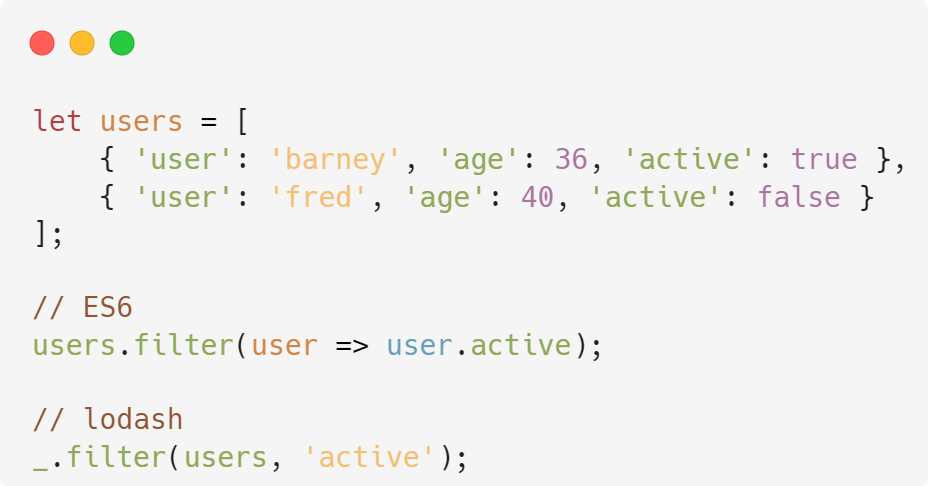 let users = [
    { 'user': 'barney', 'age': 36, 'active': true },
    { 'user': 'fred', 'age': 40, 'active': false }
];

// ES6
users.filter(user => user.active);

// lodash
_.filter(users, 'active');